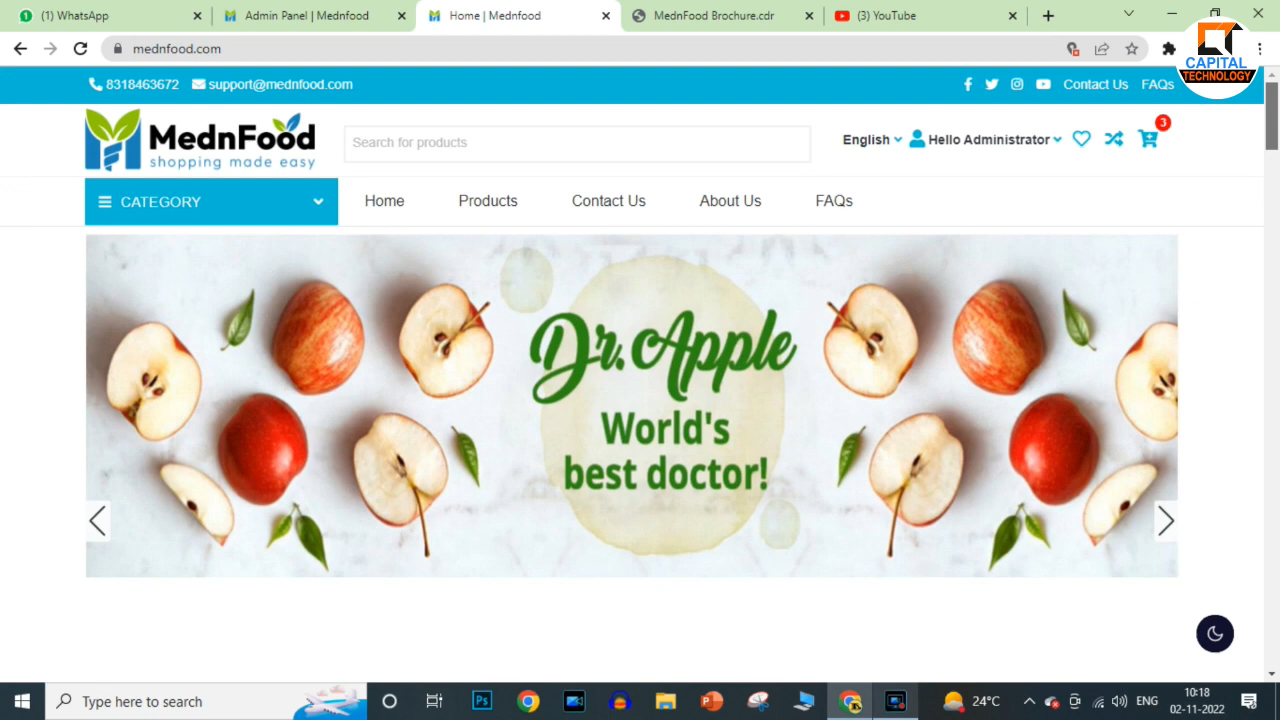 (1) WhatsApp
Admin Panel | Mednfood
Home | Mednfood
MednFood Brochure.cdr
(3) YouTube
mednfood.com
CAPITAL
TECHNOLOGY
8318463672 support@mednfood.com
Contact Us FAQs
MednFood
shopping made easy
Search for products
English Hello Administrator 3
CATEGORY
Home Products Contact Us About Us FAQs
Dr. Apple
World's
best doctor!
Type here to search
Ps
24°C
ENG
10:18
02-11-2022